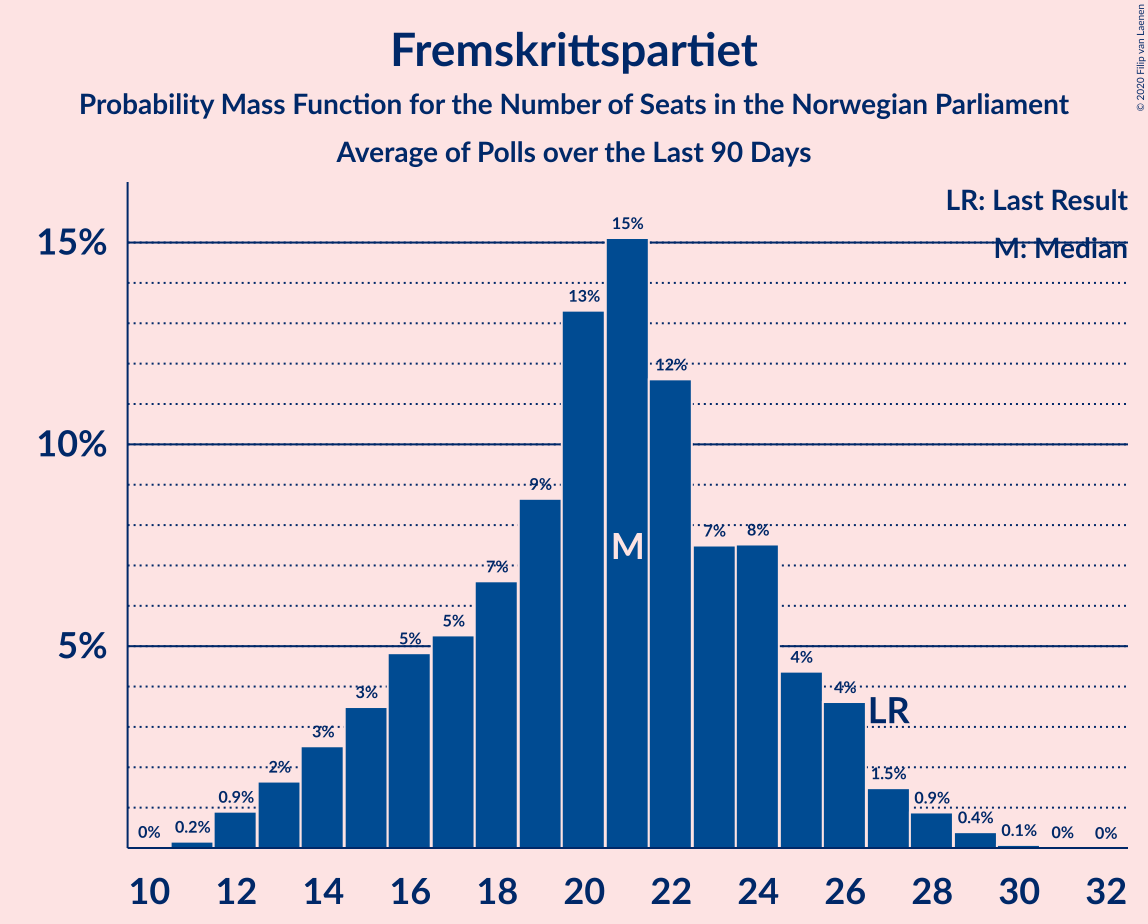 Fremskrittspartiet
Probability Mass Function for the Number of Seats in the Norwegian Parliament
Average of Polls over the Last 90 Days
© 2020 Filip van Laenen
LR: Last Result
M: Median
15%
10%
5%
0%
0.2%
0.9%
2%
3%
3%
5%
5%
7%
9%
13%
15%
12%
7%
8%
4%
4%
1.5%
0.9%
0.4%
0.1%
0%
0%
M
LR
10 12 14 16 18 20 22 24 26 28 30 32